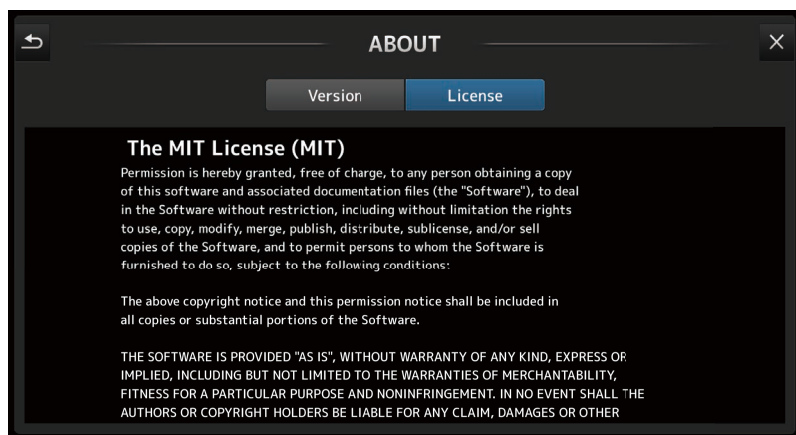 ABOUT
Version License
The MIT License (MIT)
Permission is hereby granted, free of charge, to any person obtaining a copy
of this software and associated documentation files (the "Software"), to deal
in the Software without restriction, including without limitation the rights
to use, copy, modify, merge, publish, distribute, sublicense, and/or sell
copies of the Software, and to permit persons to whom the Software is
furnished to do so, subject to the following conditions:
The above copyright notice and this permission notice shall be included in
all copies or substantial portions of the Software.
THE SOFTWARE IS PROVIDED "AS IS", WITHOUT WARRANTY OF ANY KIND, EXPRESS OR
IMPLIED, INCLUDING BUT NOT LIMITED TO THE WARRANTIES OF MERCHANTABILITY,
FITNESS FOR A PARTICULAR PURPOSE AND NONINFRINGEMENT. IN NO EVENT SHALL THE
AUTHORS OR COPYRIGHT HOLDERS BE LIABLE FOR ANY CLAIM, DAMAGES OR OTHER